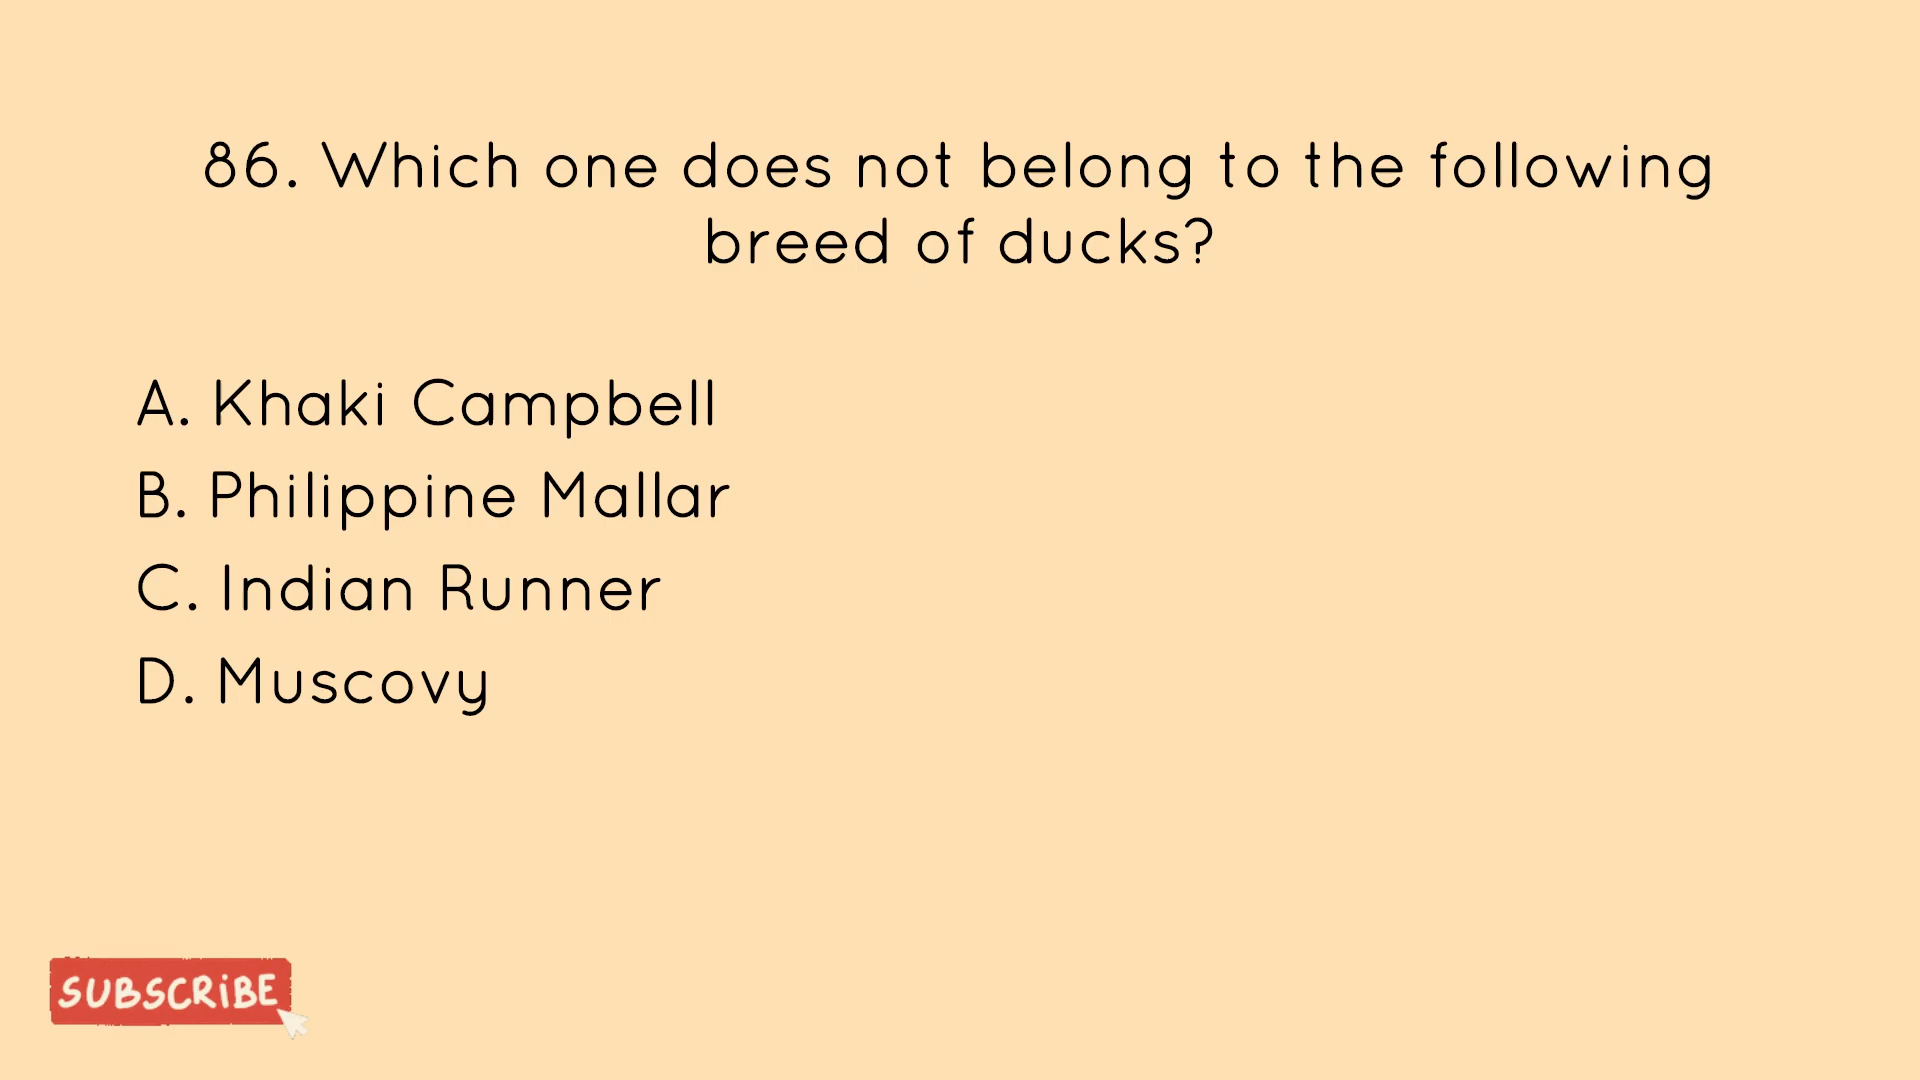 86. Which one does not belong to the following
breed of ducks?
A. Khaki Campbell
B. Philippine Mallar
C. Indian Runner
D. Muscovy
SUBSCRIBE